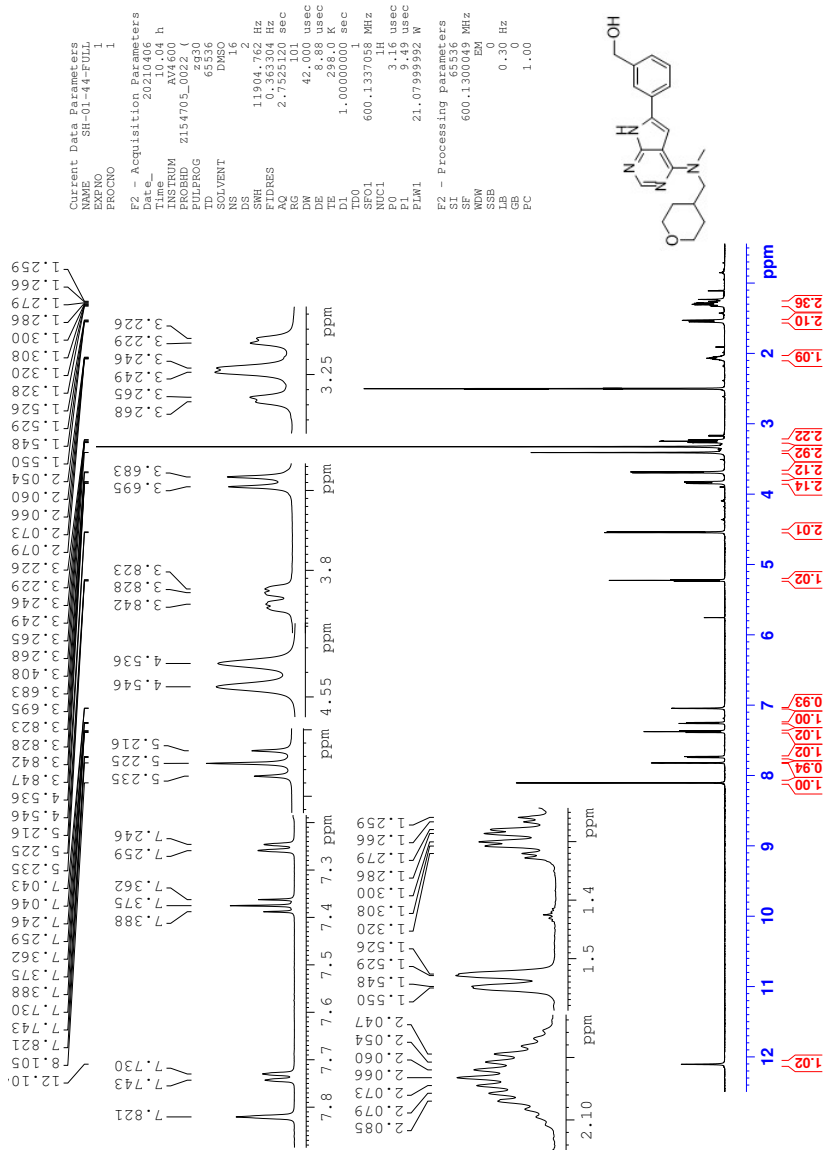 Current Data Parameters
NAME SH-01-44-FULL
EXPNO 1
PROCNO 1
F2 - Acquisition Parameters
Date_ 20210406
Time 10.04 h
INSTRUM AV4600
PROBHD Z154705_0022 (
PULPROG zg30
TD 65536
SOLVENT DMSO
NS 16
DS 2
SWH 11904.762 Hz
FIDRES 0.363304 Hz
AQ 2.7525120 sec
RG 101
DW 42.000 usec
DE 8.88 usec
TE 298.0 K
D1 1.00000000 sec
TD0 1
SFO1 600.1337058 MHz
NUC1 1H
P0 3.16 usec
P1 9.49 usec
PLW1 21.07999992 W
F2 - Processing parameters
SI 65536
SF 600.1300049 MHz
WDW EM
SSB 0
LB 0.30 Hz
GB 0
PC 1.00
OH
HN
N
N
N
O
1.259
1.266
1.279
1.286
1.300
1.308
1.320
1.328
1.526
1.529
1.548
1.550
2.054
2.060
2.066
2.073
2.079
3.226
3.229
3.246
3.249
3.265
3.268
3.408
3.683
3.695
3.823
3.828
3.842
3.847
4.536
4.546
5.216
5.225
5.235
7.043
7.046
7.246
7.259
7.362
7.375
7.388
7.730
7.743
7.821
8.105
12.10
3.226
3.229
3.246
3.249
3.265
3.268
3.25
ppm
3.683
3.695
3.823
3.828
3.842
3.8
ppm
4.536
4.546
4.55
ppm
5.216
5.225
5.235
ppm
7.246
7.259
7.362
7.375
7.388
7.730
7.743
7.821
7.3
7.4
7.5
7.6
7.7
7.8
ppm
1.259
1.266
1.279
1.286
1.300
1.308
1.320
1.526
1.529
1.548
1.550
1.4
1.5
ppm
2.047
2.054
2.060
2.066
2.073
2.079
2.085
2.10
ppm
ppm
2
3
4
5
6
7
8
9
10
11
12
2.36
2.10
1.09
2.22
2.92
2.12
2.14
2.01
1.02
0.93
1.00
1.02
1.02
0.94
1.00
1.02